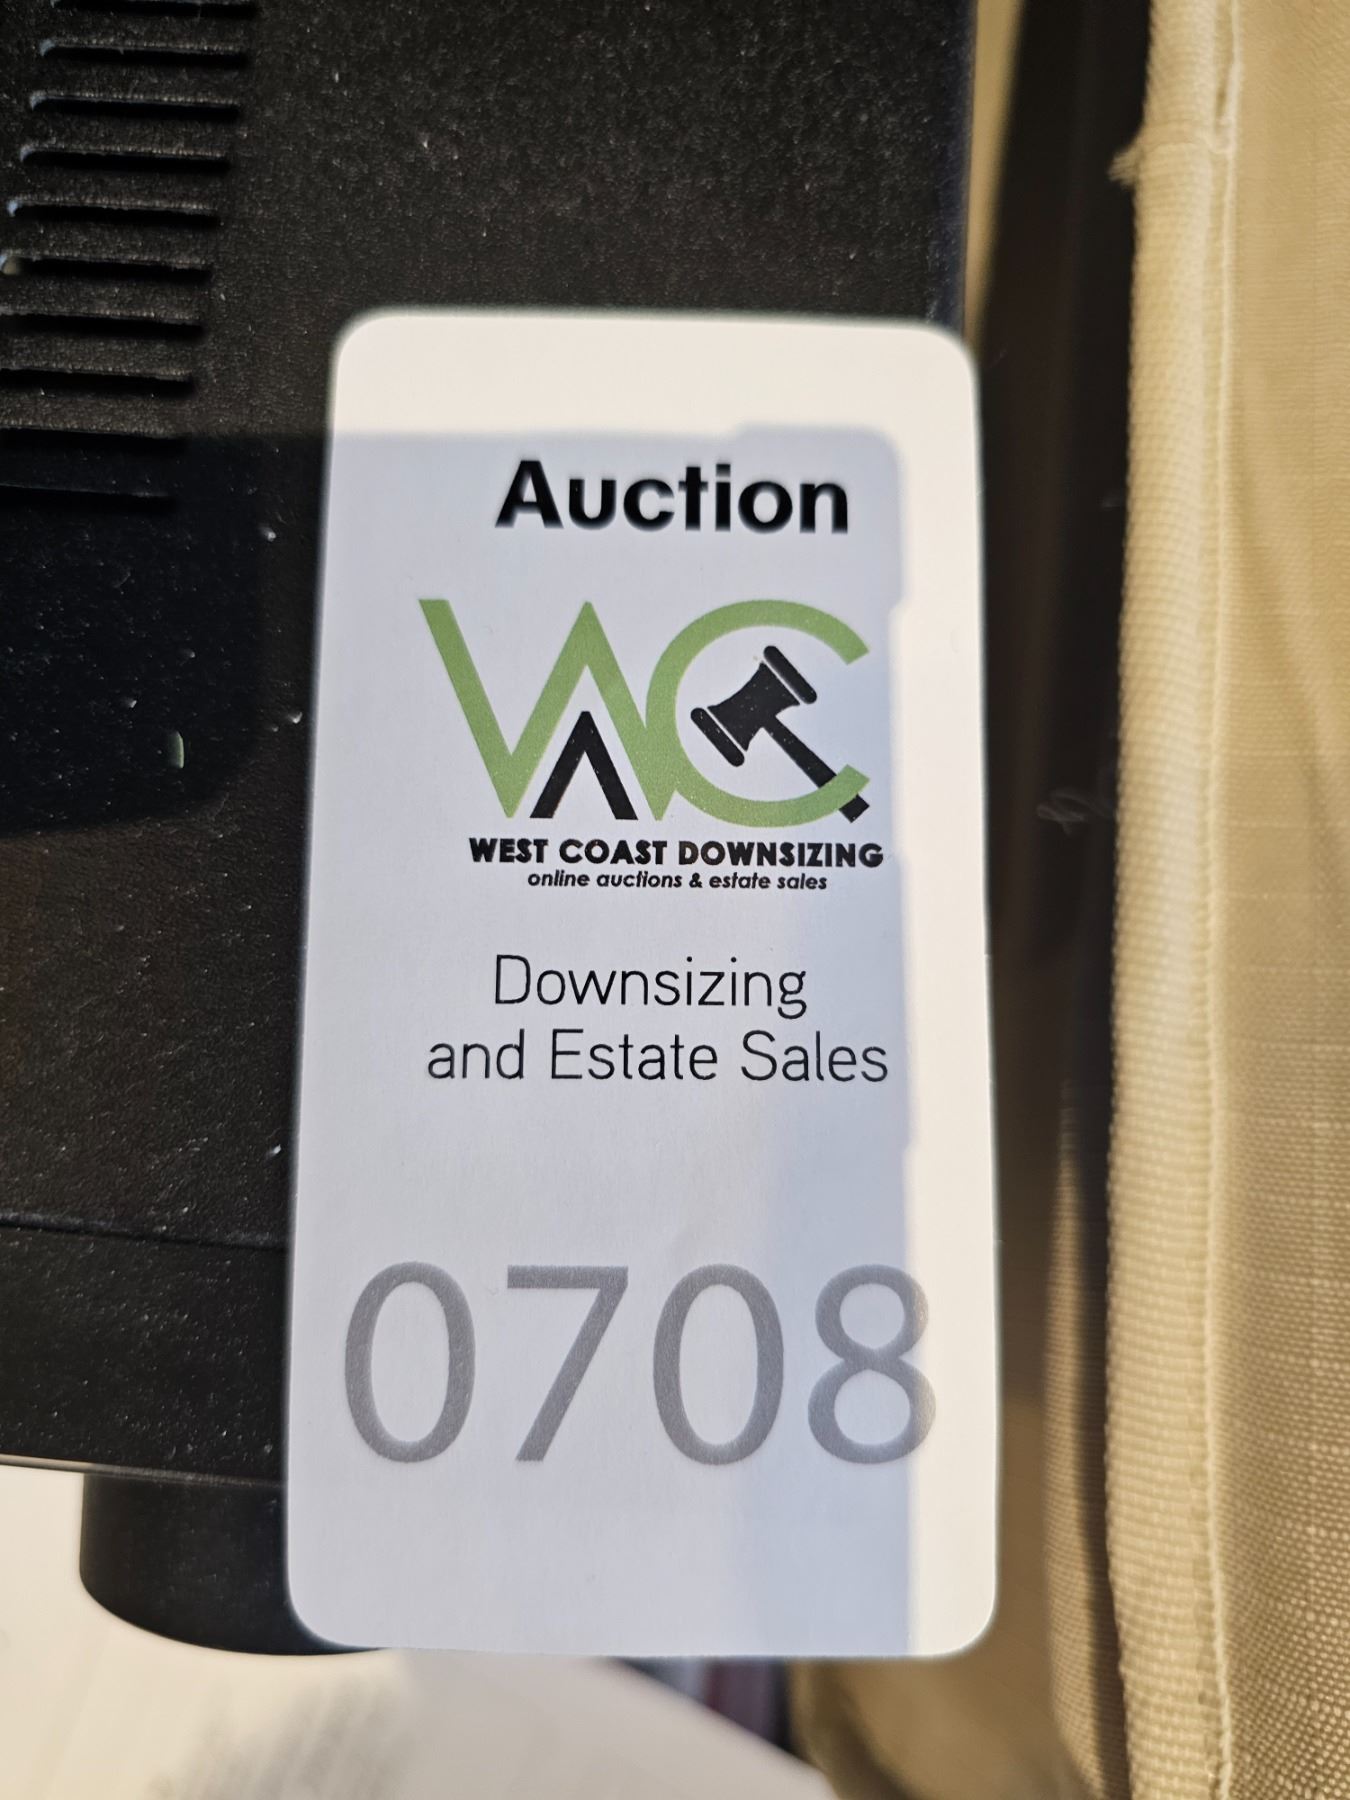 Auction
WC
WEST COAST DOWNSIZING
online auctions & estate sales
Downsizing
and Estate Sales
0708